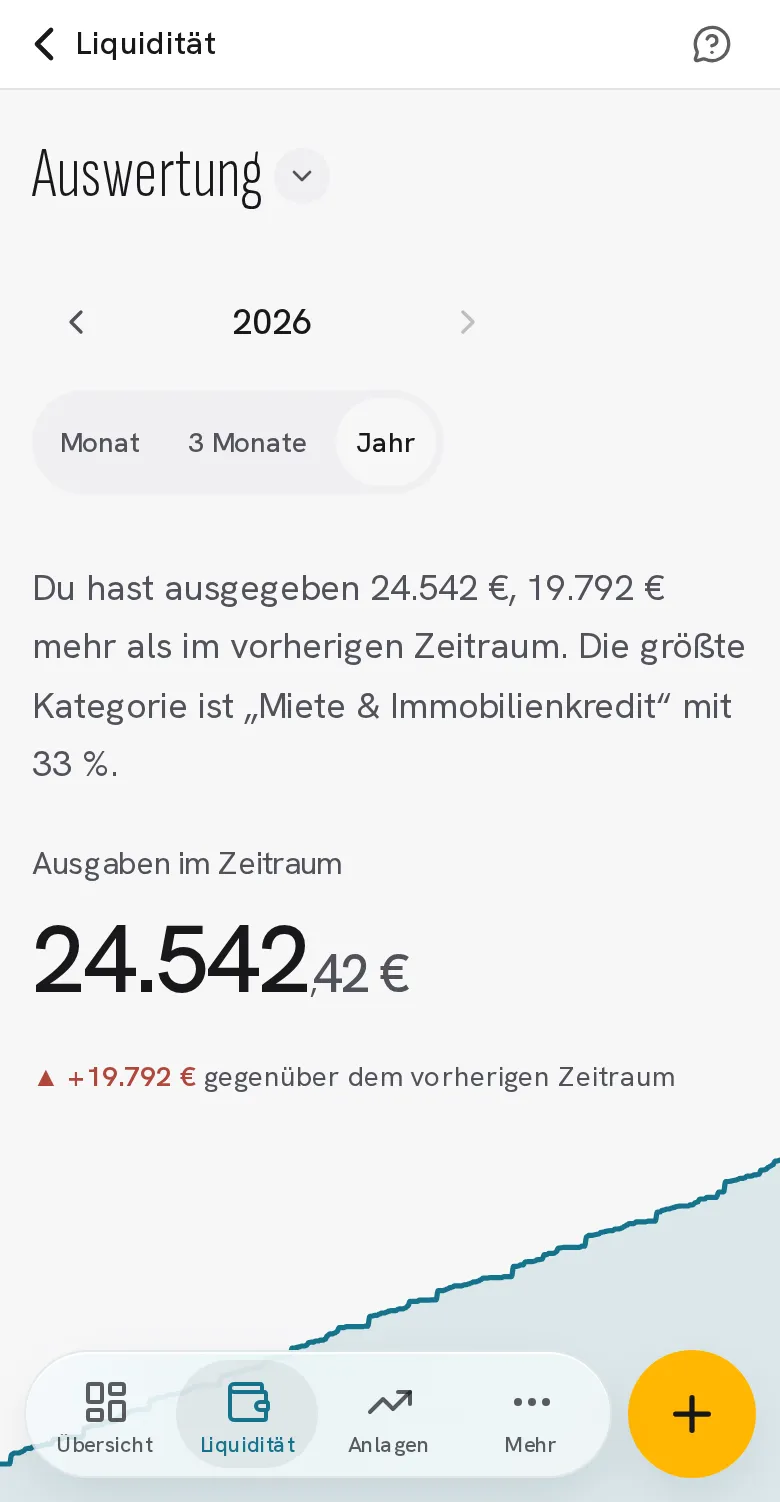 Liquidität
Auswertung
2026
Monat 3 Monate Jahr
Du hast ausgegeben 24.542 €, 19.792 €
mehr als im vorherigen Zeitraum. Die größte
Kategorie ist „Miete & Immobilienkredit“ mit
33 %.
Ausgaben im Zeitraum
24.542,42 €
▲ +19.792 € gegenüber dem vorherigen Zeitraum
Übersicht Liquidität Anlagen Mehr